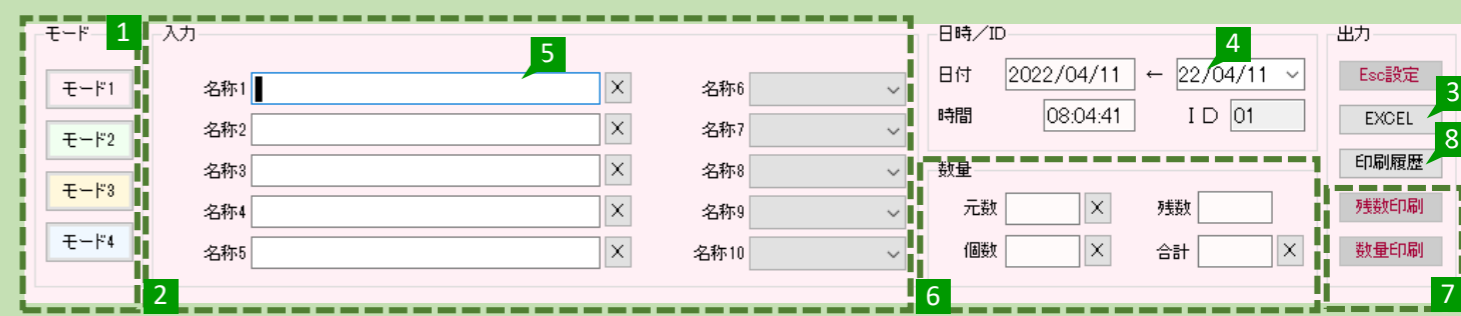 モード 1
モード1
モード2
モード3
モード4
入力
2
5
名称1 X
名称2 X
名称3 X
名称4 X
名称5 X
名称6
名称7
名称8
名称9
名称10
日時/ID
4
日付 2022/04/11 ← 22/04/11
時間 08:04:41 ID 01
数量
元数 X 残数
個数 X 合計 X
6
出力
Esc設定
3
EXCEL
8
印刷履歴
残数印刷
数量印刷
7